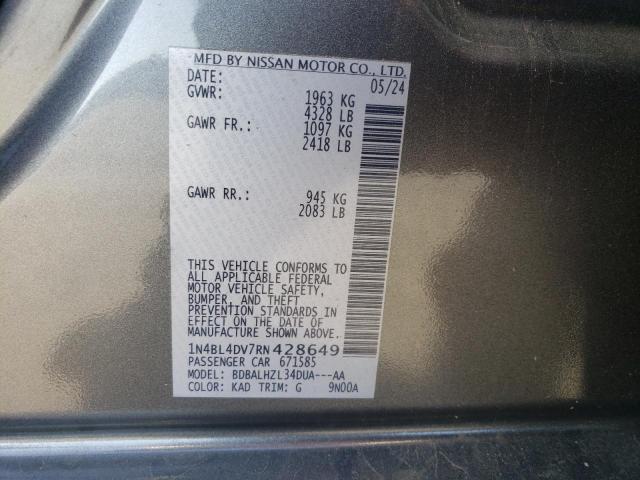 MFD BY NISSAN MOTOR CO., LTD.
DATE: 05/24
GVWR: 1963 KG
4328 LB
GAWR FR.: 1097 KG
2418 LB
GAWR RR.: 945 KG
2083 LB
THIS VEHICLE CONFORMS TO
ALL APPLICABLE FEDERAL
MOTOR VEHICLE SAFETY,
BUMPER, AND THEFT
PREVENTION STANDARDS IN
EFFECT ON THE DATE OF
MANUFACTURE SHOWN ABOVE.
1N4BL4DV7RN428649
PASSENGER CAR 671585
MODEL: BDBALHZL34DUA---AA
COLOR: KAD TRIM: G 9N00A